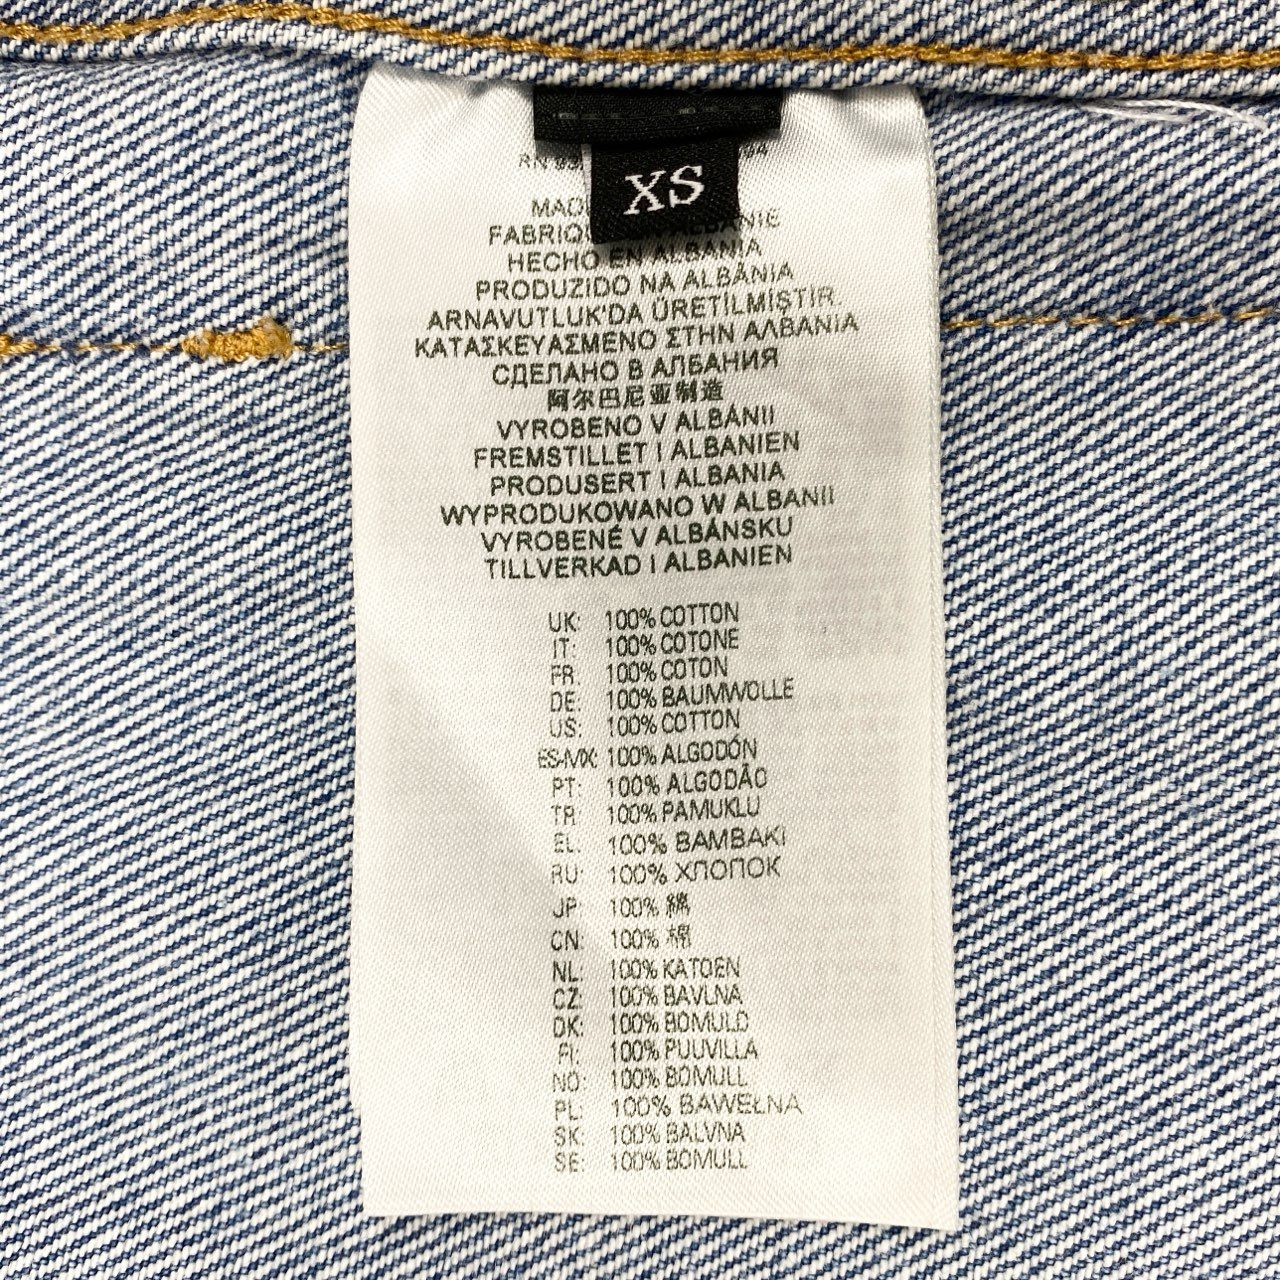 XS
HECHO EN ALBANIA
PRODUZIDO NA ALBÂNIA
ARNAVUTLUK'DA ÜRETİLMİŞTİR.
ΚΑΤΑΣΚΕΥΑΣΜΕΝΟ ΣΤΗΝ ΑΛΒΑΝΙΑ
СДЕЛАНО В АЛБАНИЯ
阿尔巴尼亚制造
VYROBENO V ALBÁNII
FREMSTILLET I ALBANIEN
PRODUSERT I ALBANIA
WYPRODUKOWANO W ALBANII
VYROBENÉ V ALBÁNSKU
TILLVERKAD I ALBANIEN
UK: 100% COTTON
IT: 100% COTONE
FR: 100% COTON
DE: 100% BAUMWOLLE
US: 100% COTTON
ES-MX: 100% ALGODÓN
PT: 100% ALGODÃO
TR: 100% PAMUKLU
EL: 100% ΒΑΜΒΑΚΙ
RU: 100% ХЛОПОК
JP: 100% 綿
CN: 100% 棉
NL: 100% KATOEN
CZ: 100% BAVLNA
DK: 100% BOMULD
FI: 100% PUUVILLA
NO: 100% BOMULL
PL: 100% BAWEŁNA
SK: 100% BALVNA
SE: 100% BOMULL